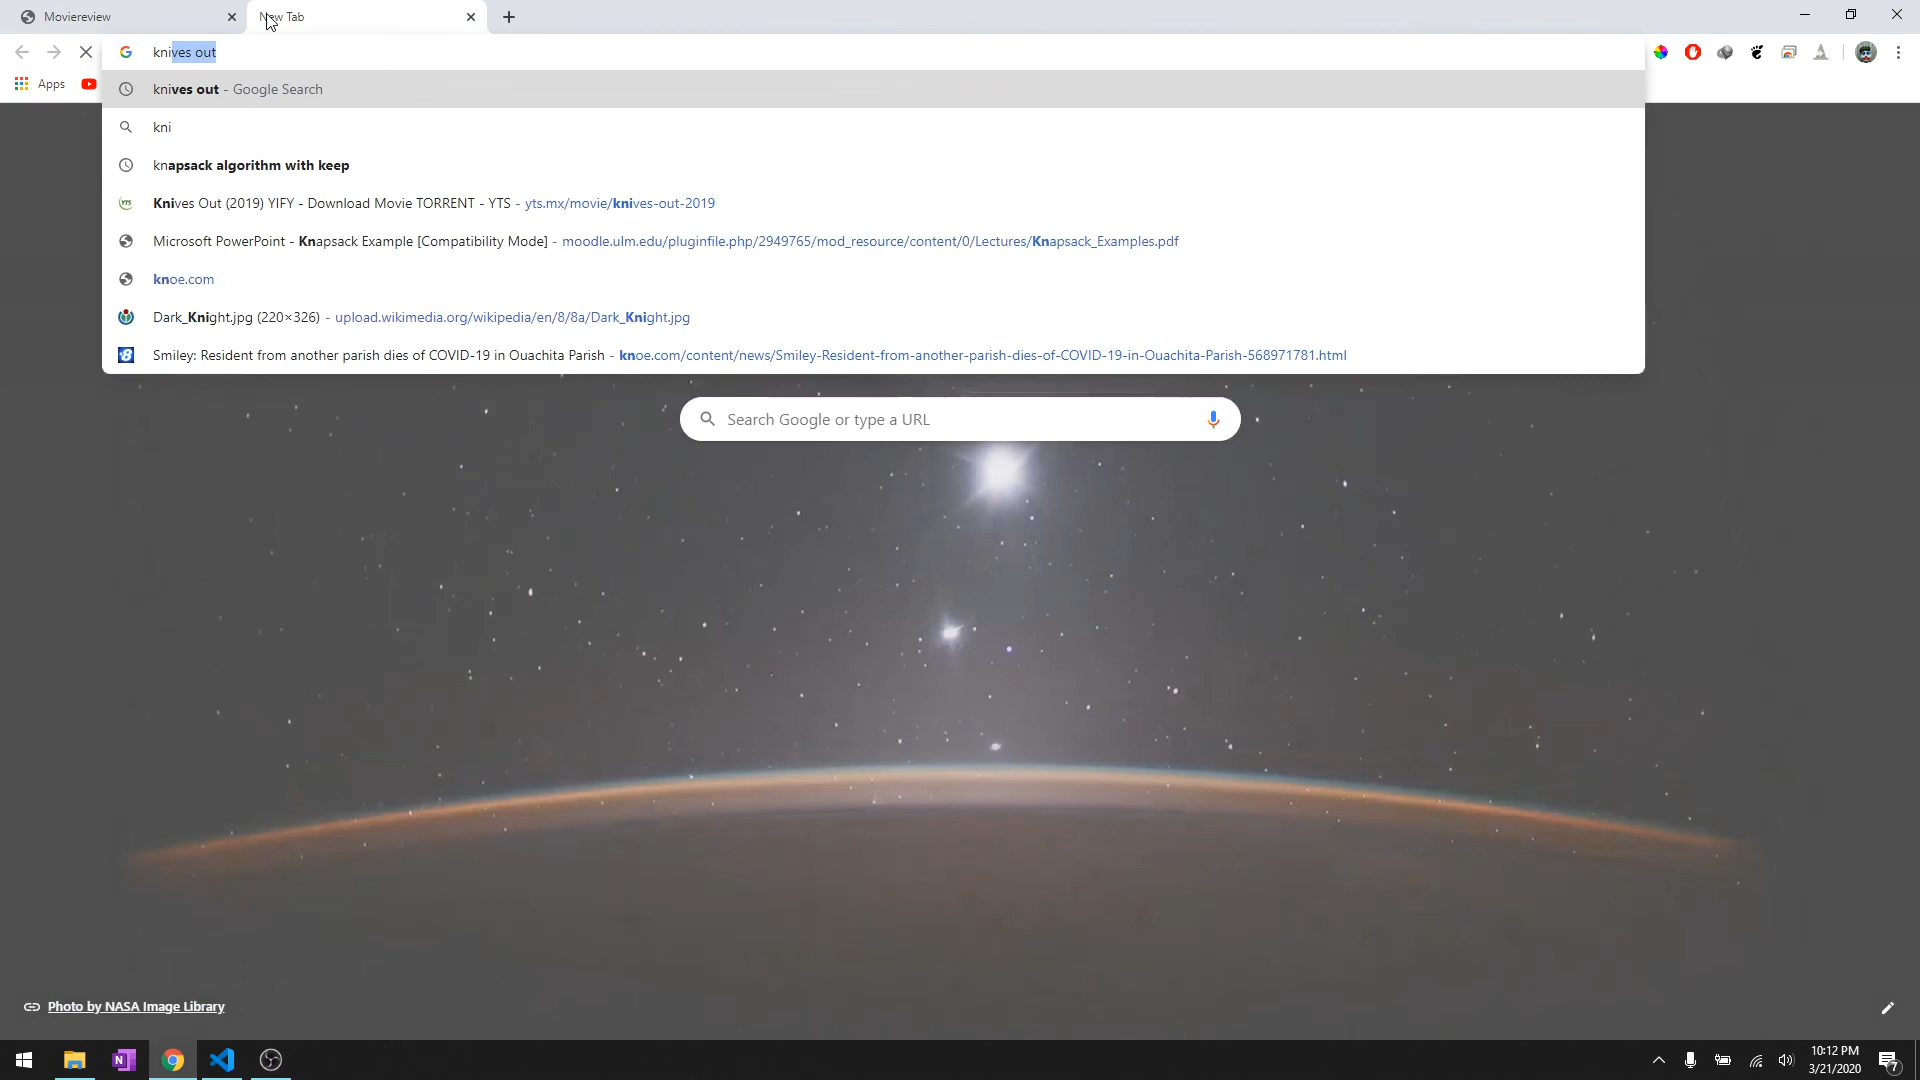 Moviereview
New Tab
knives out
Apps
knives out - Google Search
kni
knapsack algorithm with keep
Knives Out (2019) YIFY - Download Movie TORRENT - YTS - yts.mx/movie/knives-out-2019
Microsoft PowerPoint - Knapsack Example [Compatibility Mode] - moodle.ulm.edu/pluginfile.php/2949765/mod_resource/content/0/Lectures/Knapsack_Examples.pdf
knoe.com
Dark_Knight.jpg (220×326) - upload.wikimedia.org/wikipedia/en/8/8a/Dark_Knight.jpg
Smiley: Resident from another parish dies of COVID-19 in Ouachita Parish - knoe.com/content/news/Smiley-Resident-from-another-parish-dies-of-COVID-19-in-Ouachita-Parish-568971781.html
Search Google or type a URL
Photo by NASA Image Library
10:12 PM
3/21/2020
7